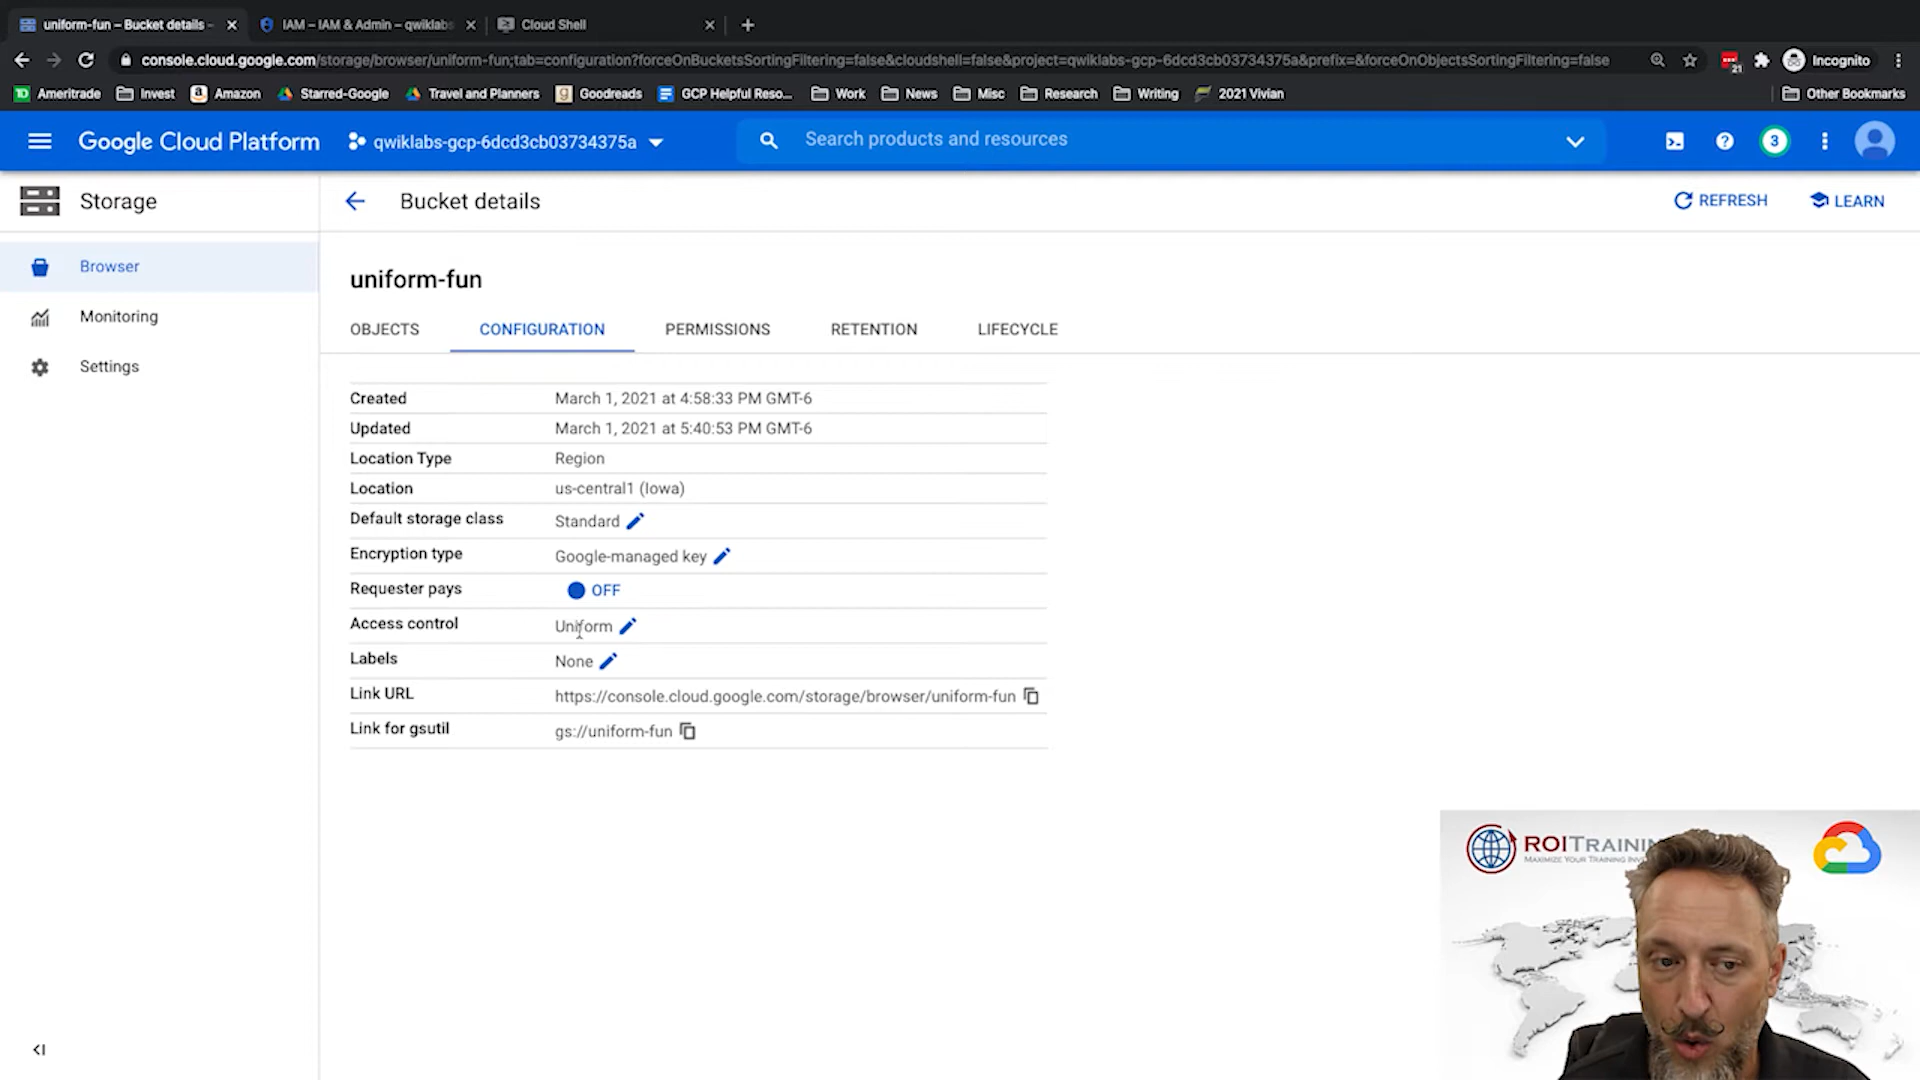 uniform-fun – Bucket details –
IAM – IAM & Admin – qwiklabs
Cloud Shell
console.cloud.google.com/storage/browser/uniform-fun;tab=configuration?forceOnBucketsSortingFiltering=false&cloudshell=false&project=qwiklabs-gcp-6dcd3cb03734375a&prefix=&forceOnObjectsSortingFiltering=false
21
Incognito
Ameritrade
Invest
Amazon
Starred-Google
Travel and Planners
Goodreads
GCP Helpful Reso...
Work
News
Misc
Research
Writing
2021 Vivian
Other Bookmarks
Google Cloud Platform
qwiklabs-gcp-6dcd3cb03734375a
Search products and resources
3
Storage
Bucket details
REFRESH
LEARN
Browser
Monitoring
Settings
uniform-fun
OBJECTS
CONFIGURATION
PERMISSIONS
RETENTION
LIFECYCLE
Created March 1, 2021 at 4:58:33 PM GMT-6
Updated March 1, 2021 at 5:40:53 PM GMT-6
Location Type Region
Location us-central1 (Iowa)
Default storage class Standard
Encryption type Google-managed key
Requester pays OFF
Access control Uniform
Labels None
Link URL https://console.cloud.google.com/storage/browser/uniform-fun
Link for gsutil gs://uniform-fun
ROI
MAXIMIZE YOUR TRAINING